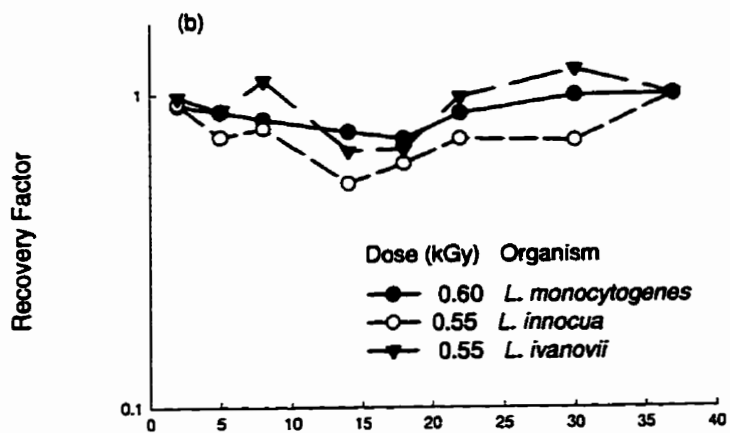 (b)
Recovery Factor
1
0.1
Dose (kGy) Organism
0.60 L. monocytogenes
0.55 L. innocua
0.55 L. ivanovii
0 5 10 15 20 25 30 35 40